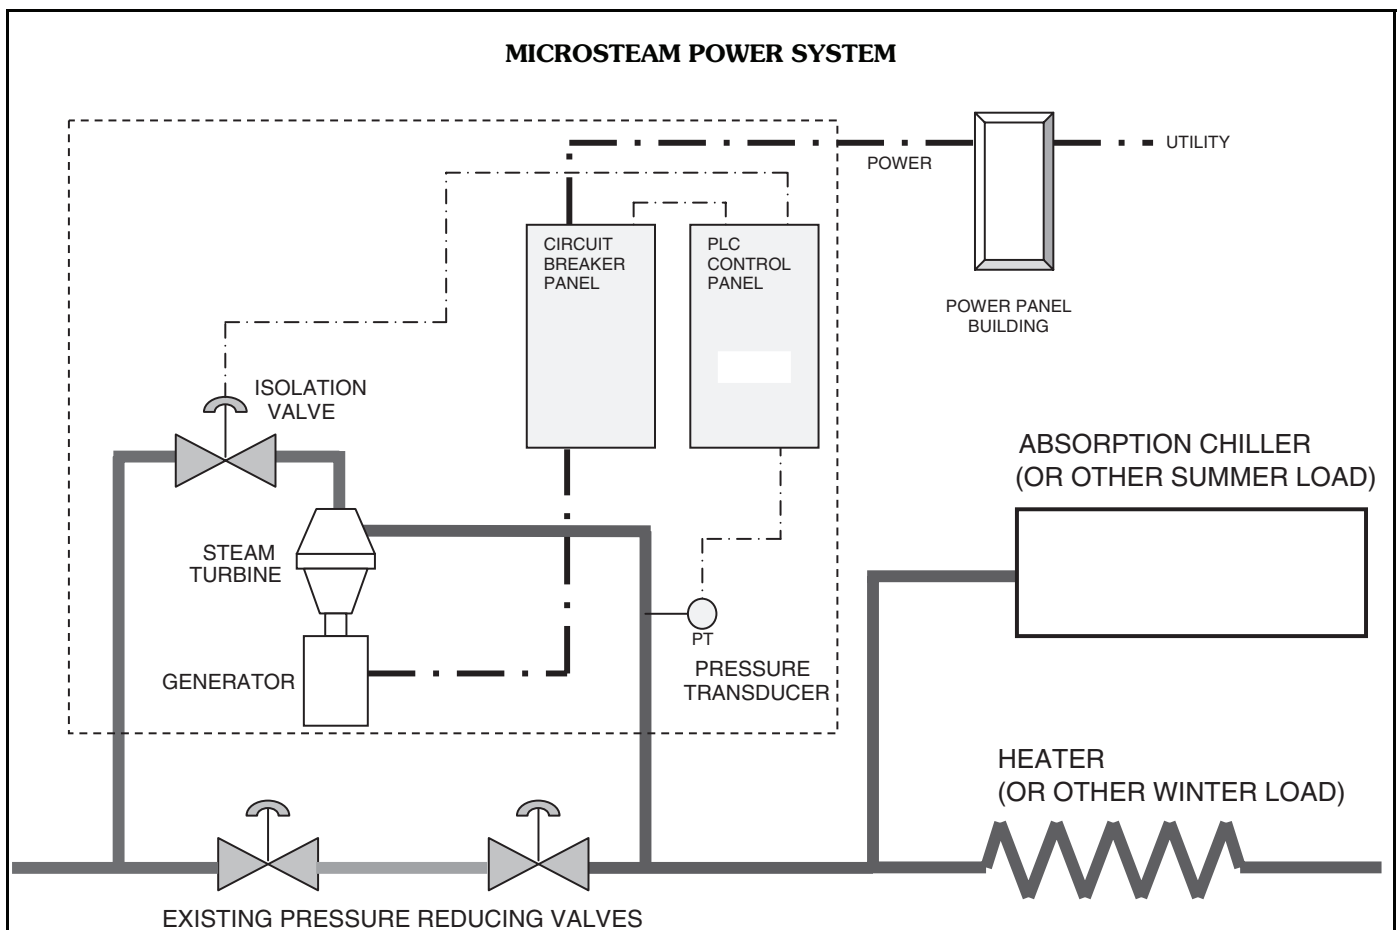 MICROSTEAM POWER SYSTEM
UTILITY
POWER
CIRCUIT
BREAKER
PANEL
PLC
CONTROL
PANEL
POWER PANEL
BUILDING
ISOLATION
VALVE
ABSORPTION CHILLER
(OR OTHER SUMMER LOAD)
STEAM
TURBINE
PT
GENERATOR
PRESSURE
TRANSDUCER
HEATER
(OR OTHER WINTER LOAD)
EXISTING PRESSURE REDUCING VALVES